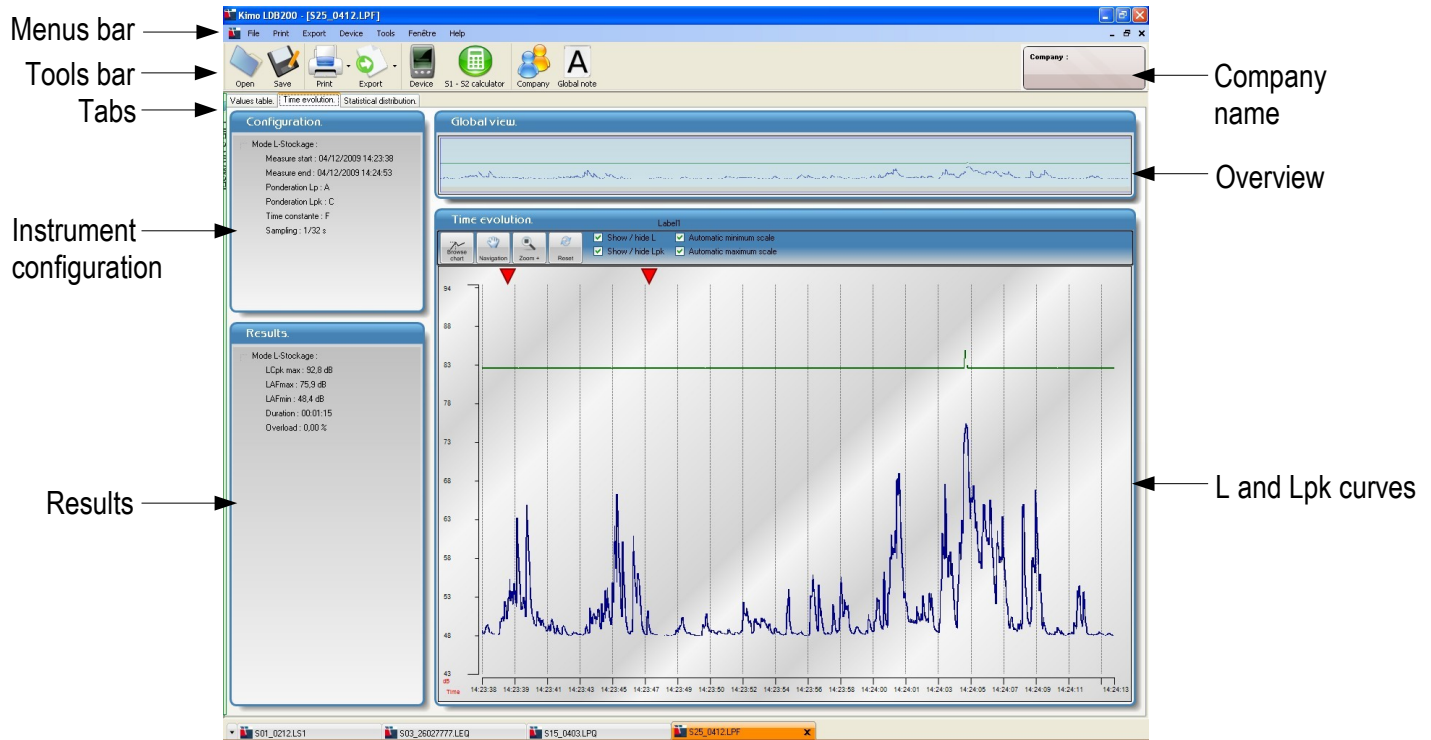 Kimo LDB200 - [S25_0412.LPF]
Menus bar
File Print Export Device Tools Fenêtre Help
Tools bar
Open Save Print Export Device S1 - S2 calculator Company Global note
A
Company :
Company
name
Tabs
Values table. Time evolution. Statistical distribution.
Configuration.
Mode L-Stockage :
Measure start : 04/12/2009 14:23:38
Measure end : 04/12/2009 14:24:53
Ponderation Lp : A
Ponderation Lpk : C
Time constante : F
Sampling : 1/32 s
Instrument
configuration
Global view.
Overview
Time evolution.
Label1
Browse
chart
Navigation
Zoom +
Reset
Show / hide L
Automatic minimum scale
Show / hide Lpk
Automatic maximum scale
Results.
Mode L-Stockage :
LCpk max : 92,8 dB
LAFmax : 75,9 dB
LAFmin : 48,4 dB
Duration : 00:01:15
Overload : 0,00 %
Results
94
88
83
78
73
68
63
58
53
48
43
dB
Time
14:23:38 14:23:39 14:23:41 14:23:43 14:23:45 14:23:47 14:23:49 14:23:50 14:23:52 14:23:54 14:23:56 14:23:58 14:24:00 14:24:01 14:24:03 14:24:05 14:24:07 14:24:09 14:24:11 14:24:13
L and Lpk curves
S01_0212.LS1
S03_26027777.LEQ
S15_0403.LPQ
S25_0412.LPF